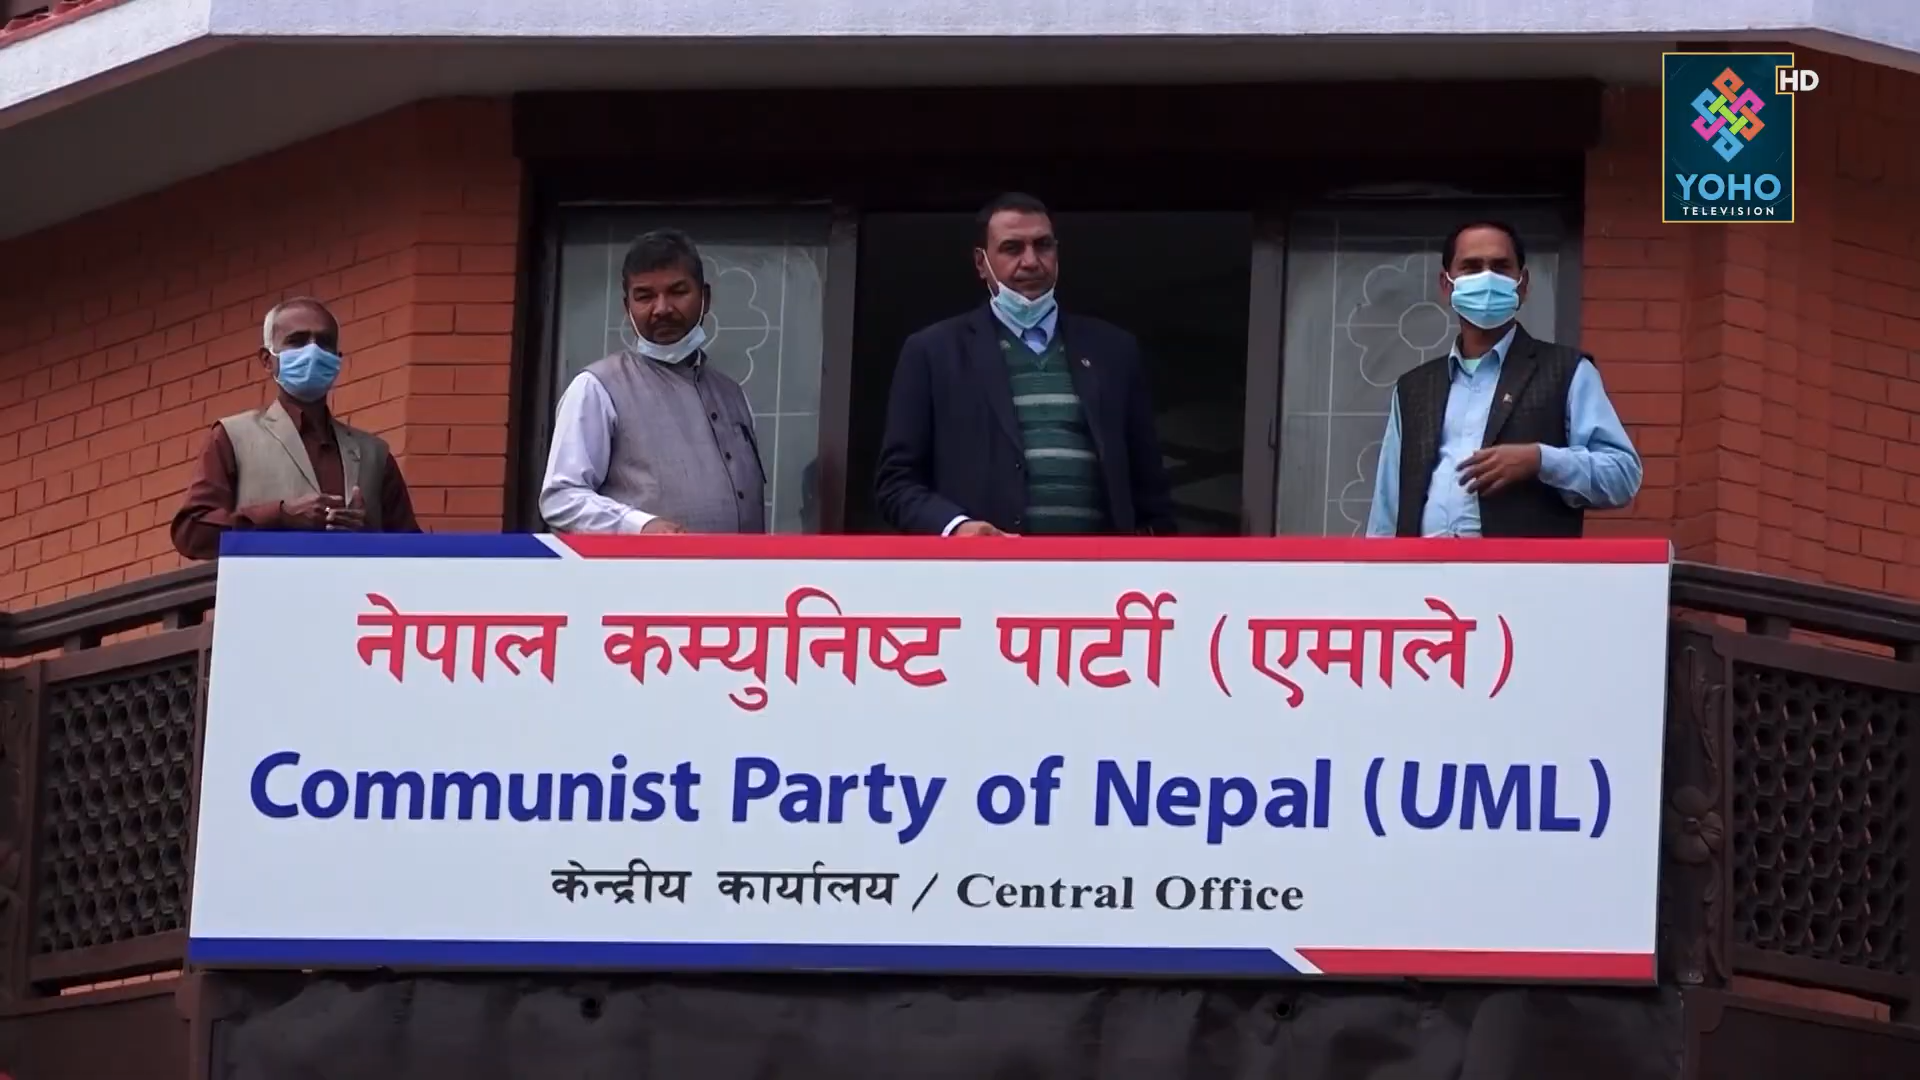 HD
YOHO
TELEVISION
नेपाल कम्युनिष्ट पार्टी (एमाले)
Communist Party of Nepal (UML)
केन्द्रीय कार्यालय / Central Office